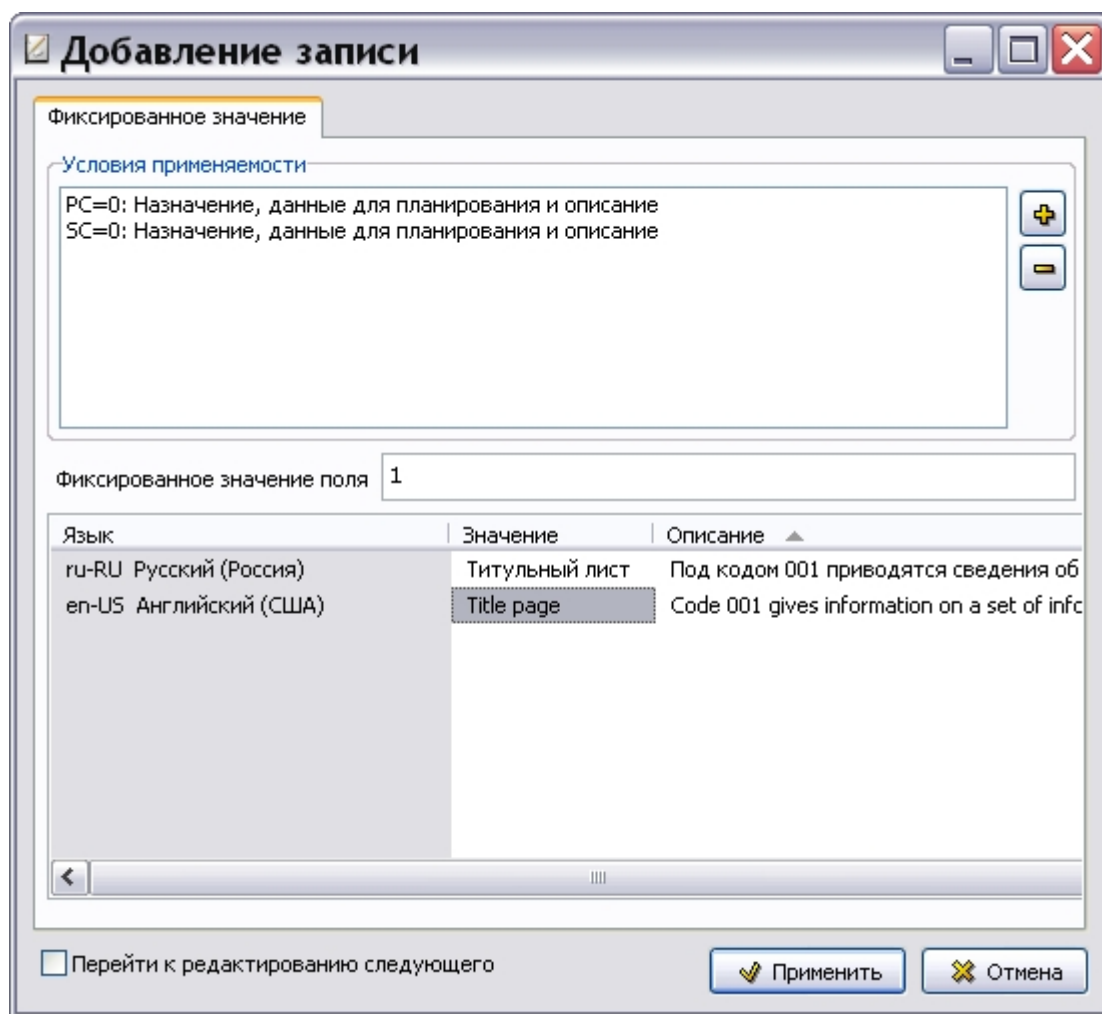 Добавление записи
Фиксированное значение
Условия применяемости
PC=0: Назначение, данные для планирования и описание
SC=0: Назначение, данные для планирования и описание
Фиксированное значение поля 1
Язык Значение Описание
ru-RU Русский (Россия) Титульный лист Под кодом 001 приводятся сведения об
en-US Английский (США) Title page Code 001 gives information on a set of
Перейти к редактированию следующего Применить Отмена